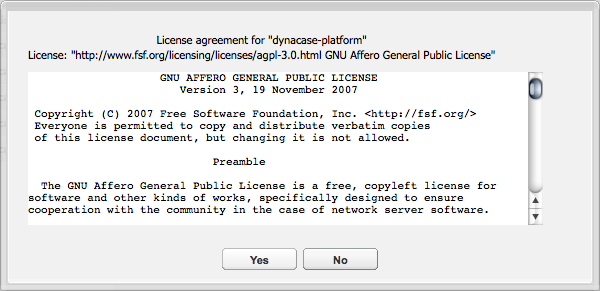 License agreement for "dynacase-platform"
License: "http://www.fsf.org/licensing/licenses/agpl-3.0.html GNU Affero General Public License"
GNU AFFERO GENERAL PUBLIC LICENSE
Version 3, 19 November 2007
Copyright (C) 2007 Free Software Foundation, Inc. <http://fsf.org/>
Everyone is permitted to copy and distribute verbatim copies
of this license document, but changing it is not allowed.
Preamble
The GNU Affero General Public License is a free, copyleft license for
software and other kinds of works, specifically designed to ensure
cooperation with the community in the case of network server software.
Yes No